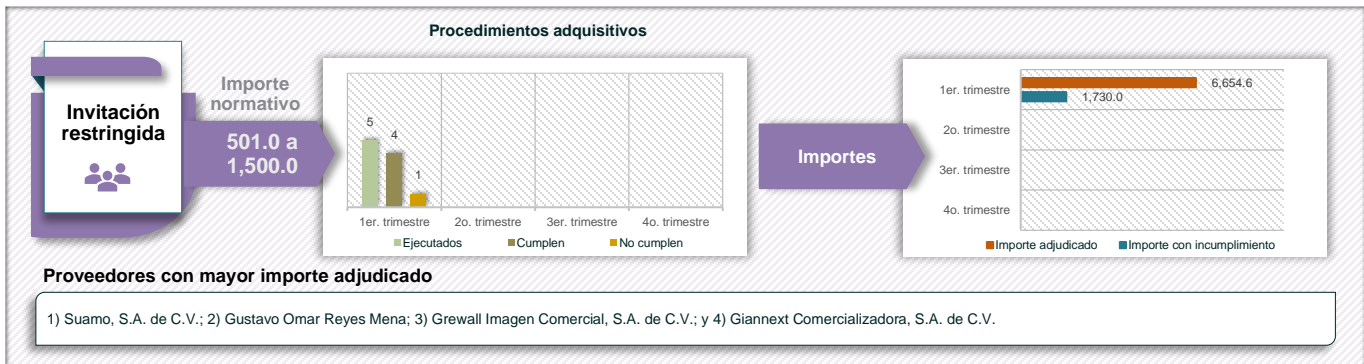 Procedimientos adquisitivos
Invitación
restringida
Importe
normativo
501.0 a
1,500.0
5
4
1
1er. trimestre
2o. trimestre
3er. trimestre
4o. trimestre
Ejecutados
Cumplen
No cumplen
Importes
1er. trimestre
6,654.6
1,730.0
2o. trimestre
3er. trimestre
4o. trimestre
Importe adjudicado
Importe con incumplimiento
Proveedores con mayor importe adjudicado
1) Suamo, S.A. de C.V.; 2) Gustavo Omar Reyes Mena; 3) Grewall Imagen Comercial, S.A. de C.V.; y 4) Giannext Comercializadora, S.A. de C.V.